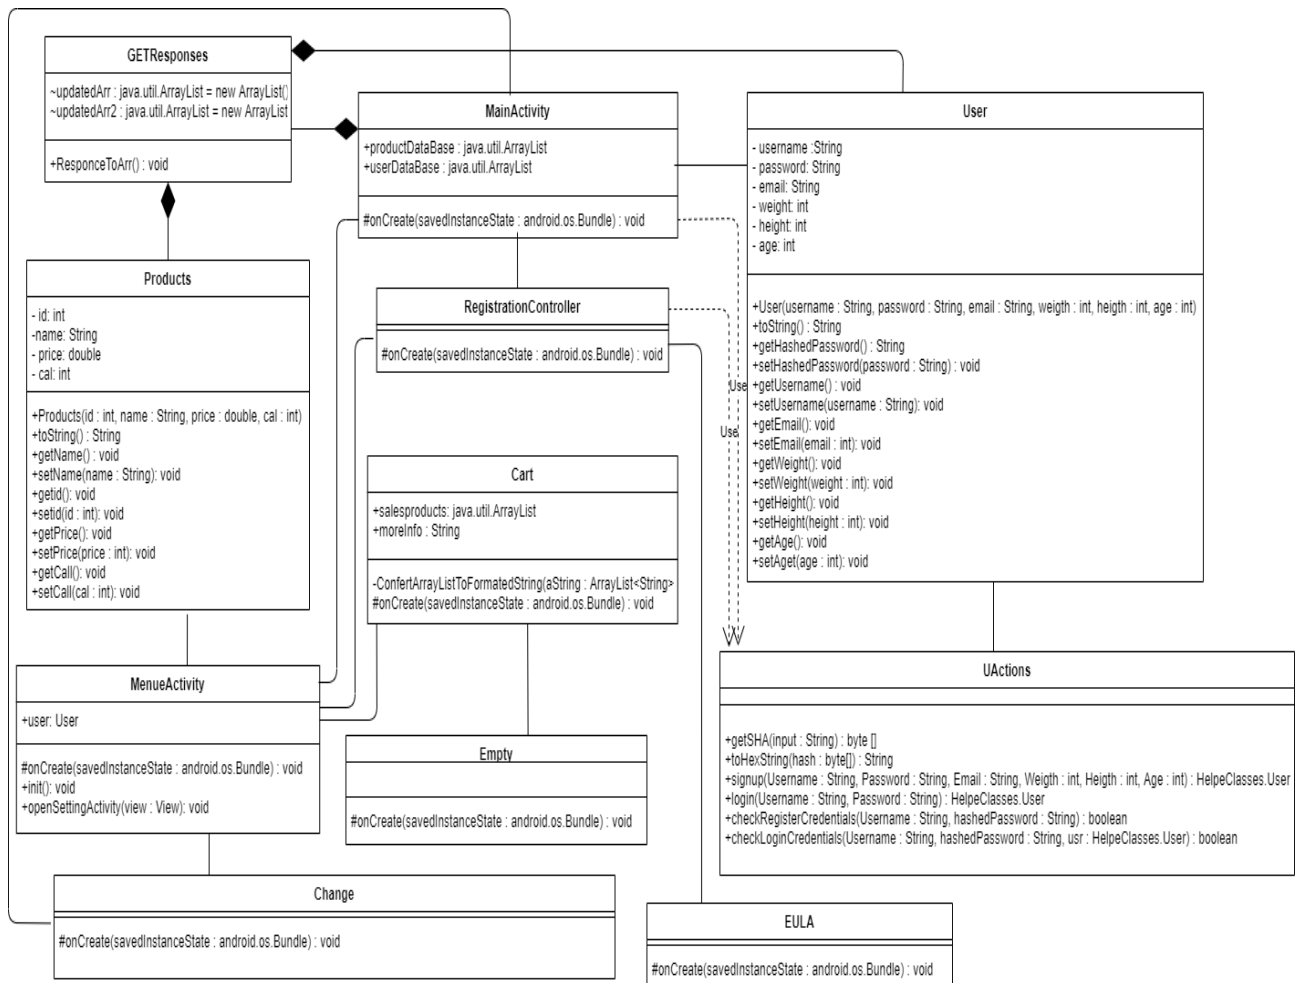 GETResponses
~updatedArr : java.util.ArrayList = new ArrayList()
~updatedArr2 : java.util.ArrayList = new ArrayList
+ResponceToArr() : void
MainActivity
+productDataBase : java.util.ArrayList
+userDataBase : java.util.ArrayList
#onCreate(savedInstanceState : android.os.Bundle) : void
User
- username :String
- password: String
- email: String
- weight: int
- height: int
- age: int
+User(username : String, password : String, email : String, weigth : int, heigth : int, age : int)
+toString() : String
+getHashedPassword() : String
+setHashedPassword(password : String) : void
+getUsername() : void
+setUsername(username : String): void
+getEmail(): void
+setEmail(email : int): void
+getWeight(): void
+setWeight(weight : int): void
+getHeight(): void
+setHeight(height : int): void
+getAge(): void
+setAget(age : int): void
Products
- id: int
-name: String
- price: double
- cal: int
+Products(id : int, name : String, price : double, cal : int)
+toString() : String
+getName() : void
+setName(name : String): void
+getid(): void
+setid(id : int): void
+getPrice(): void
+setPrice(price : int): void
+getCall(): void
+setCall(cal : int): void
RegistrationController
#onCreate(savedInstanceState : android.os.Bundle) : void
Use
Use
Cart
+salesproducts: java.util.ArrayList
+moreInfo : String
-ConfertArrayListToFormatedString(aString : ArrayList<String>
#onCreate(savedInstanceState : android.os.Bundle) : void
MenueActivity
+user: User
#onCreate(savedInstanceState : android.os.Bundle) : void
+init(): void
+openSettingActivity(view : View): void
Empty
#onCreate(savedInstanceState : android.os.Bundle) : void
UActions
+getSHA(input : String) : byte []
+toHexString(hash : byte[]) : String
+signup(Username : String, Password : String, Email : String, Weigth : int, Heigth : int, Age : int) : HelpeClasses.User
+login(Username : String, Password : String) : HelpeClasses.User
+checkRegisterCredentials(Username : String, hashedPassword : String) : boolean
+checkLoginCredentials(Username : String, hashedPassword : String, usr : HelpeClasses.User) : boolean
Change
#onCreate(savedInstanceState : android.os.Bundle) : void
EULA
#onCreate(savedInstanceState : android.os.Bundle) : void